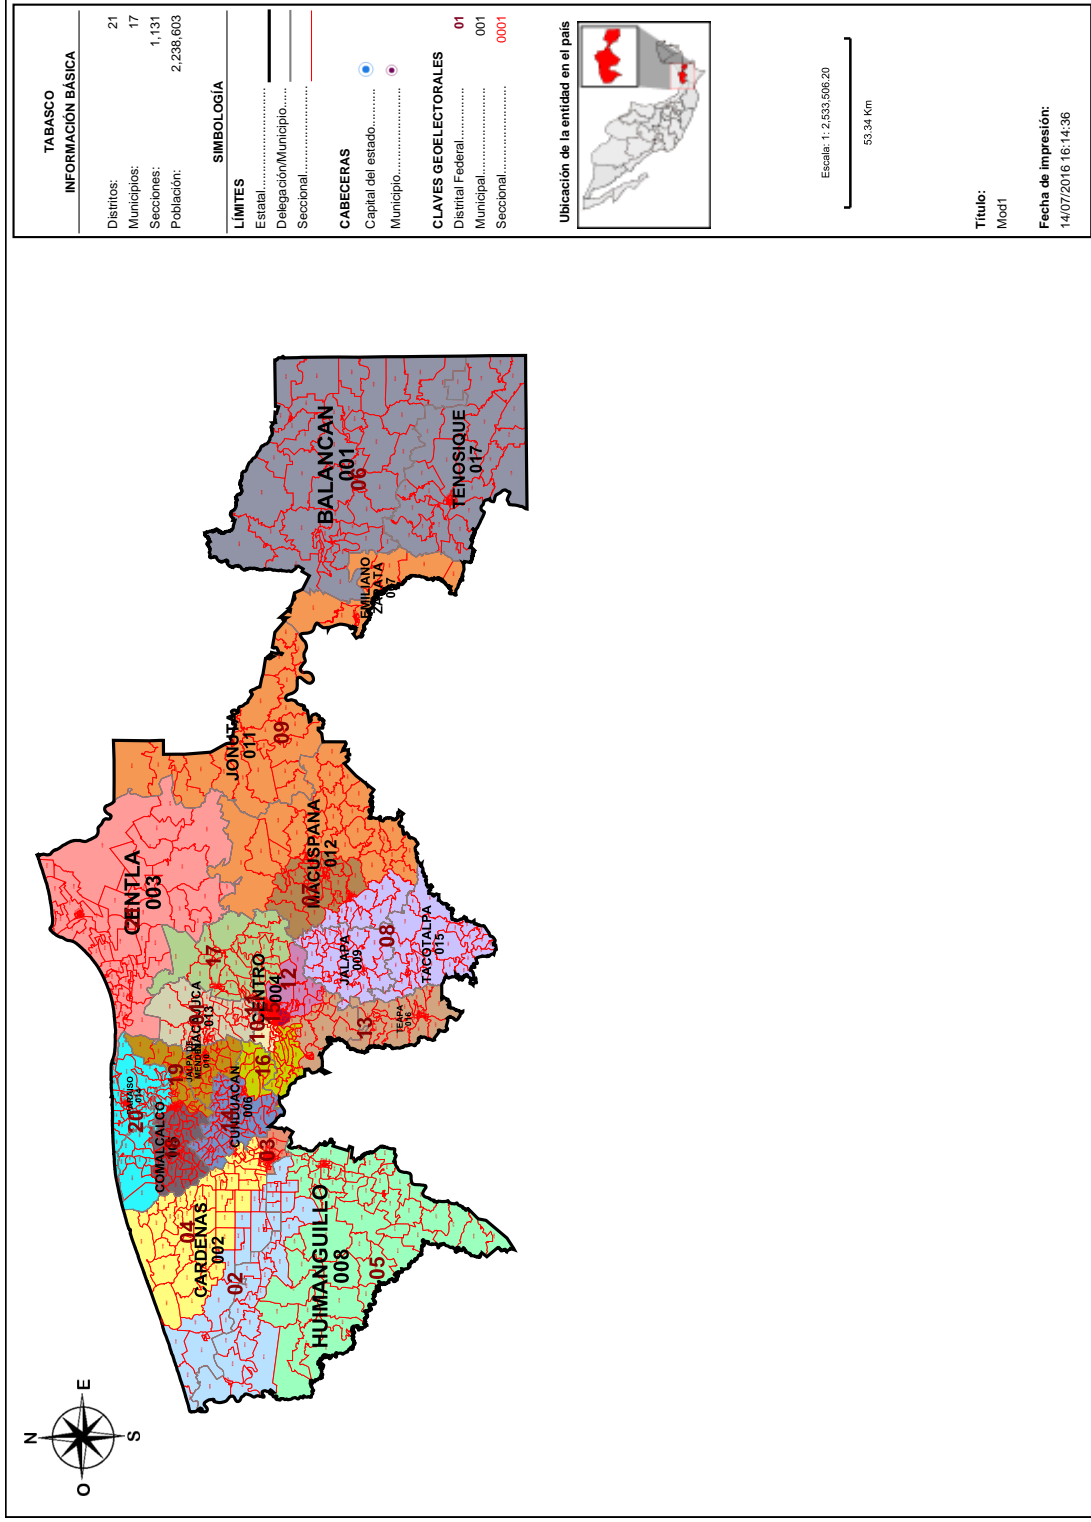 TABASCO
INFORMACIÓN BÁSICA
Distritos: 21
Municipios: 17
Secciones: 1,131
Población: 2,238,603
SIMBOLOGÍA
LÍMITES
Estatal
Delegación/Municipio
Seccional
CABECERAS
Capital del estado
Municipio
CLAVES GEOELECTORALES
Distrital Federal 01
Municipal 001
Seccional 0001
Ubicación de la entidad en el país
Escala: 1: 2,533,506.20
53.34 Km
Título:
Mod1
Fecha de impresión:
14/07/2016 16:14:36
N
E
S
O
CENTLA
003
JONUTA
011
09
BALANCAN
001
06
TENOSIQUE
017
EMILIANO
ZAPATA
007
MACUSPANA
012
07
17
CENTRO
004
12
JALAPA
009
08
TACOTALPA
015
13
TEAPA
016
NACAJUCA
013
10
16
19
20
PARAISO
014
COMALCALCO
CUNDUACAN
006
14
03
04
CARDENAS
002
02
HUIMANGUILLO
008
05